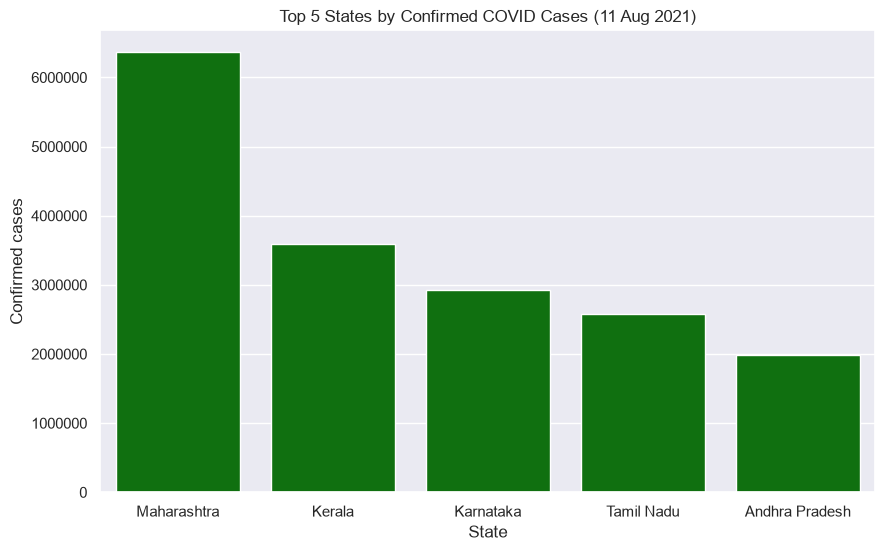 Top 5 States by Confirmed COVID Cases (11 Aug 2021)
Confirmed cases
6000000
5000000
4000000
3000000
2000000
1000000
0
Maharashtra Kerala Karnataka Tamil Nadu Andhra Pradesh
State